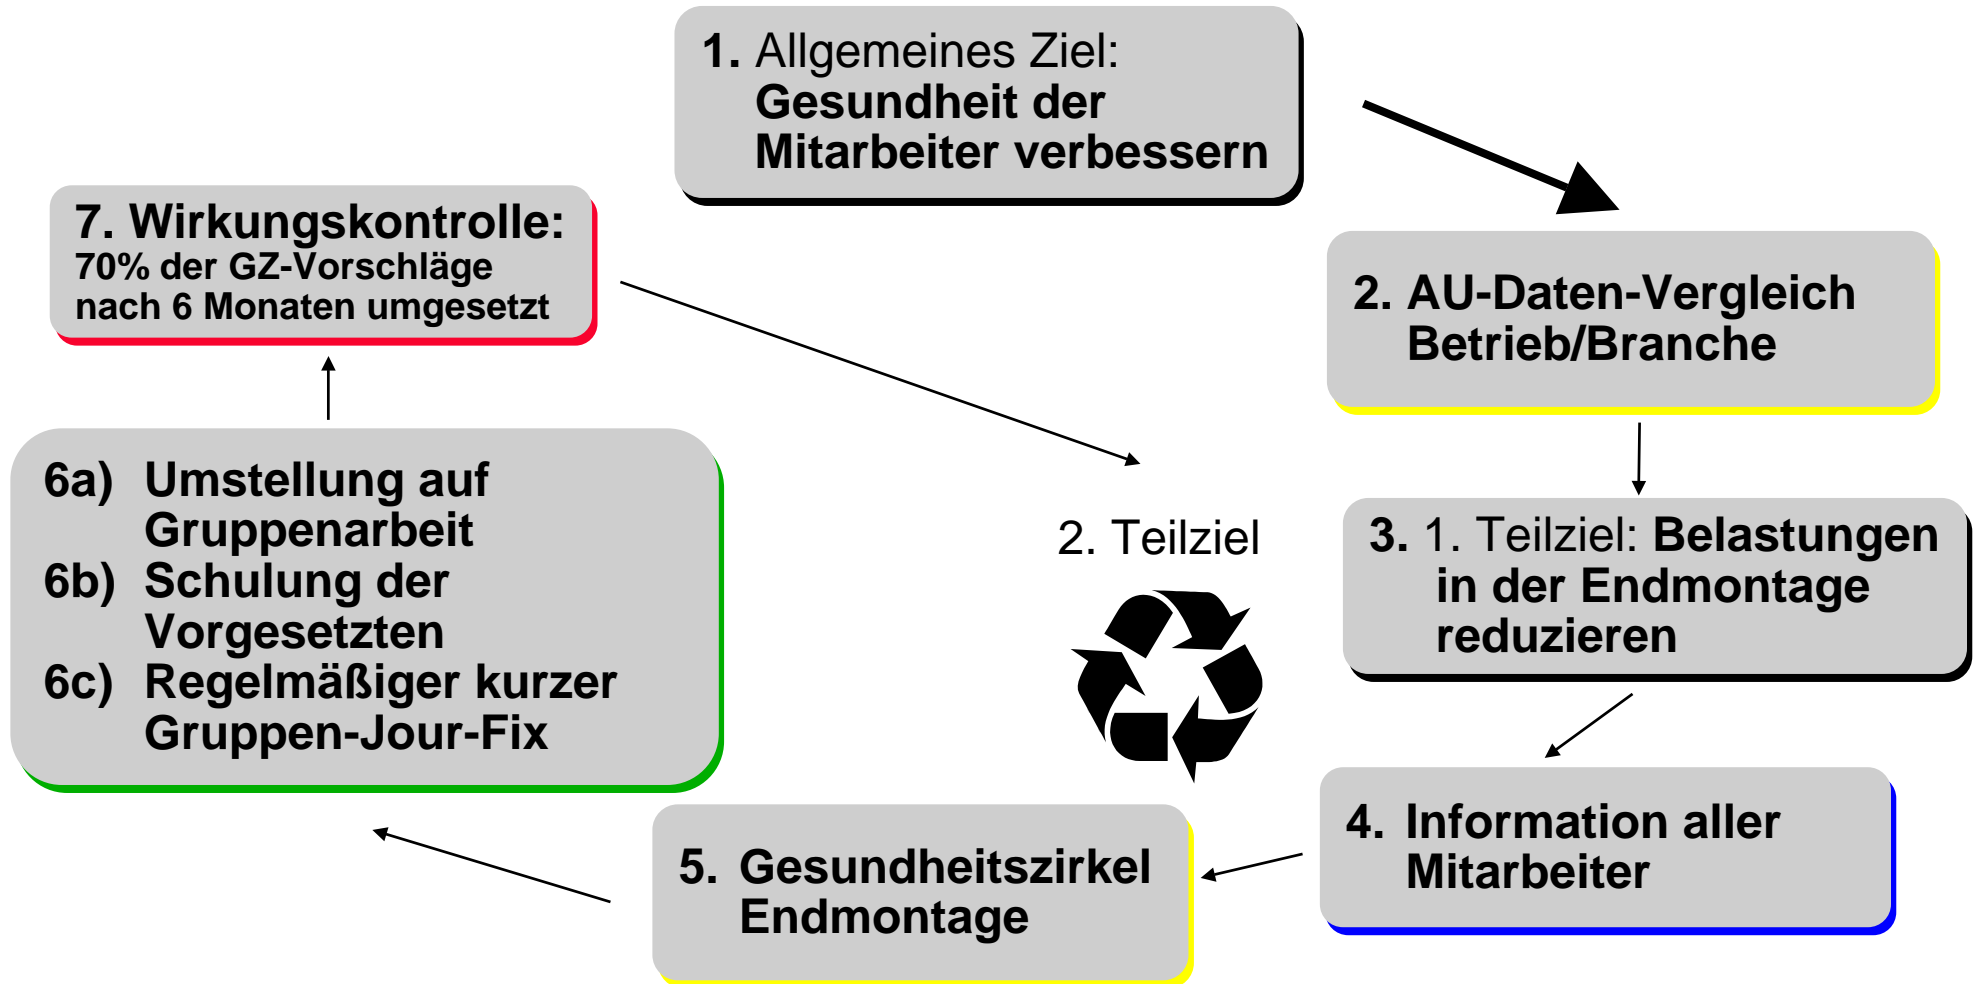 1. Allgemeines Ziel:
Gesundheit der
Mitarbeiter verbessern
2. AU-Daten-Vergleich
Betrieb/Branche
3. 1. Teilziel: Belastungen
in der Endmontage
reduzieren
4. Information aller
Mitarbeiter
5. Gesundheitszirkel
Endmontage
6a) Umstellung auf
Gruppenarbeit
6b) Schulung der
Vorgesetzten
6c) Regelmäßiger kurzer
Gruppen-Jour-Fix
7. Wirkungskontrolle:
70% der GZ-Vorschläge
nach 6 Monaten umgesetzt
2. Teilziel